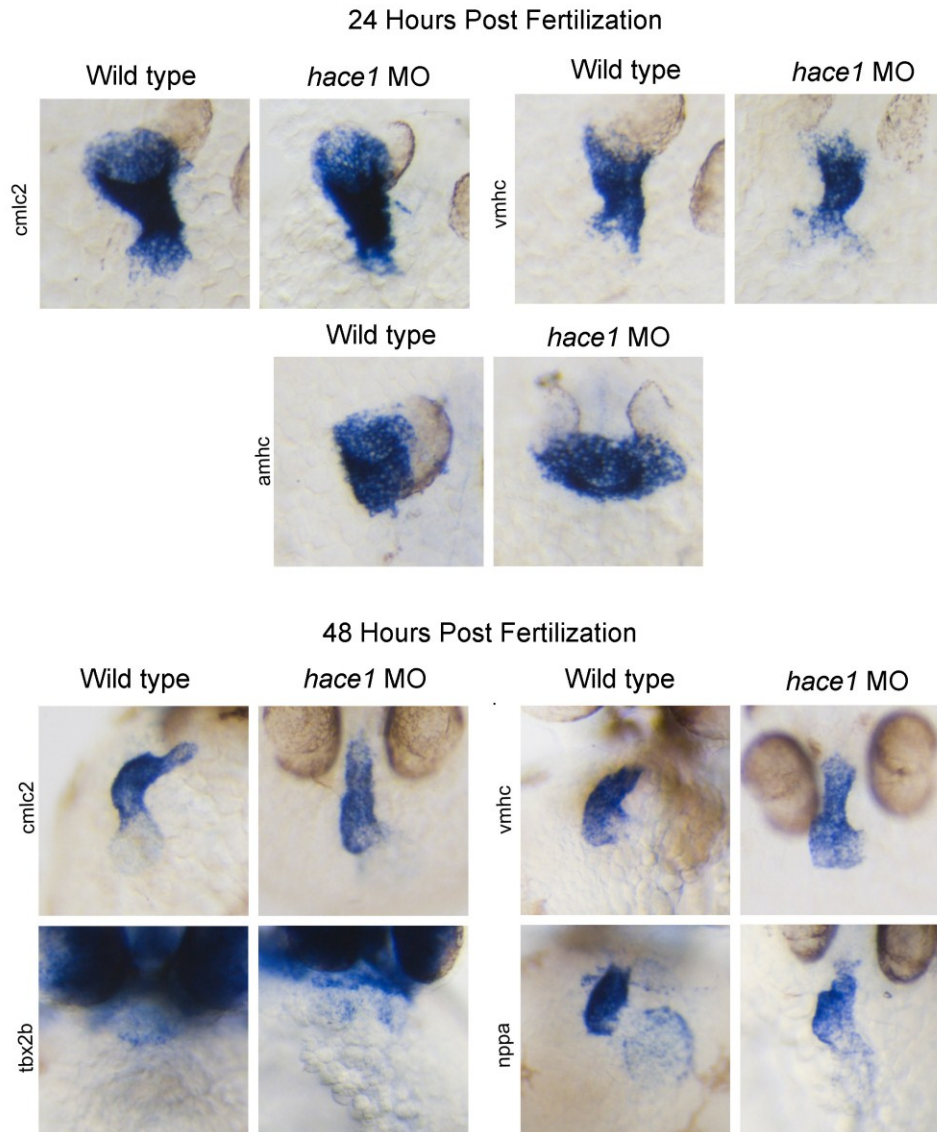 24 Hours Post Fertilization
Wild type hace1 MO Wild type hace1 MO
cmlc2 vmhc
Wild type hace1 MO
amhc
48 Hours Post Fertilization
Wild type hace1 MO Wild type hace1 MO
cmlc2 vmhc
tbx2b nppa